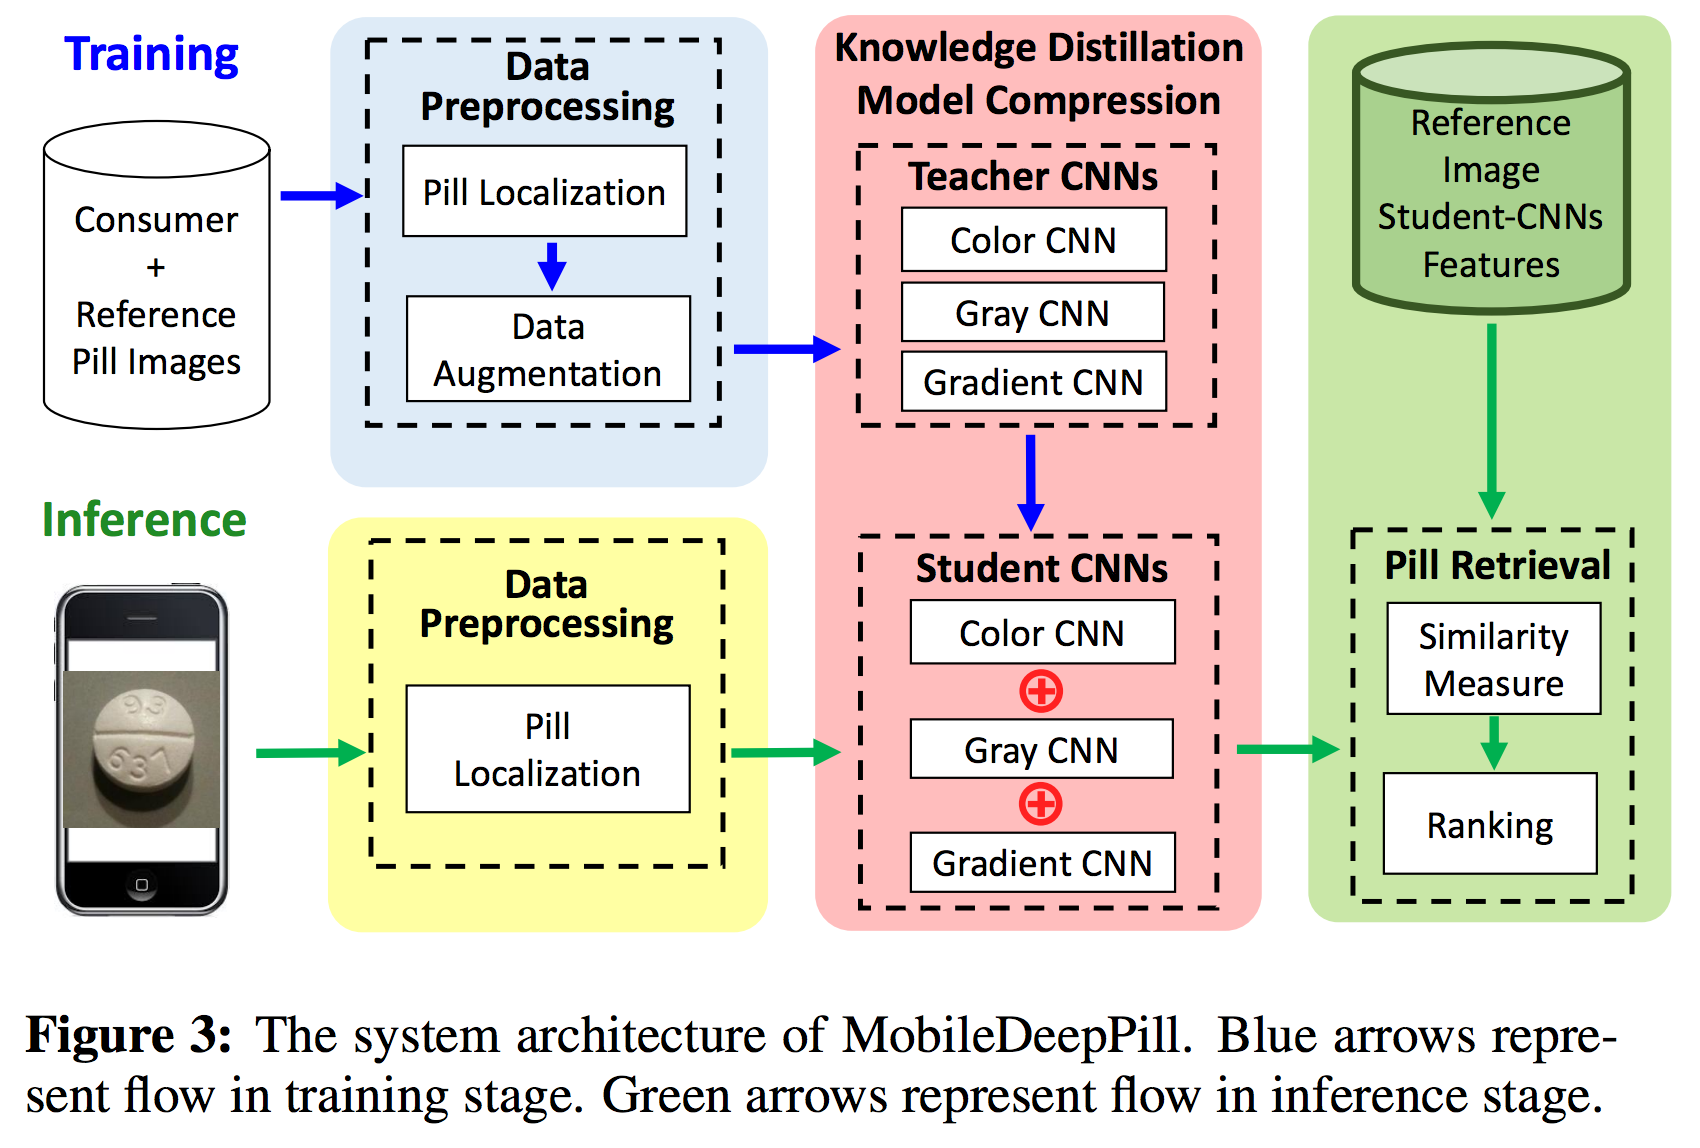 Training
Consumer
+
Reference
Pill Images
Data
Preprocessing
Pill Localization
Data
Augmentation
Knowledge Distillation
Model Compression
Teacher CNNs
Color CNN
Gray CNN
Gradient CNN
Reference
Image
Student-CNNs
Features
Inference
93
637
Data
Preprocessing
Pill
Localization
Student CNNs
Color CNN
Gray CNN
Gradient CNN
Pill Retrieval
Similarity
Measure
Ranking
Figure 3: The system architecture of MobileDeepPill. Blue arrows repre-
sent flow in training stage. Green arrows represent flow in inference stage.